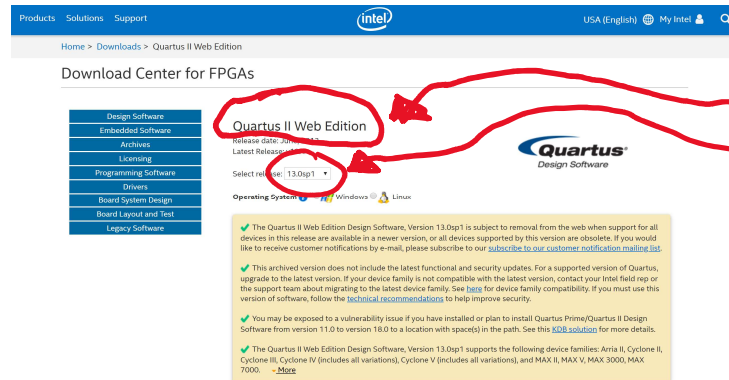 Products Solutions Support
intel
USA (English) My Intel
Home > Downloads > Quartus II Web Edition
Download Center for FPGAs
Design Software
Embedded Software
Archives
Licensing
Programming Software
Drivers
Board System Design
Board Layout and Test
Legacy Software
Quartus II Web Edition
Release date: June,
Latest Release:
Select release: 13.0sp1
Operating System Windows Linux
Quartus®
Design Software
The Quartus II Web Edition Design Software, Version 13.0sp1 is subject to removal from the web when support for all
devices in this release are available in a newer version, or all devices supported by this version are obsolete. If you would
like to receive customer notifications by e-mail, please subscribe to our subscribe to our customer notification mailing list.
This archived version does not include the latest functional and security updates. For a supported version of Quartus,
upgrade to the latest version. If your device family is not compatible with the latest version, contact your Intel field rep or
the support team about migrating to the latest device family. See here for device family compatibility. If you must use this
version of software, follow the technical recommendations to help improve security.
You may be exposed to a vulnerability issue if you have installed or plan to install Quartus Prime/Quartus II Design
Software from version 11.0 to version 18.0 to a location with space(s) in the path. See this KDB solution for more details.
The Quartus II Web Edition Design Software, Version 13.0sp1 supports the following device families: Arria II, Cyclone II,
Cyclone III, Cyclone IV (includes all variations), Cyclone V (includes all variations), and MAX II, MAX V, MAX 3000, MAX
7000. More